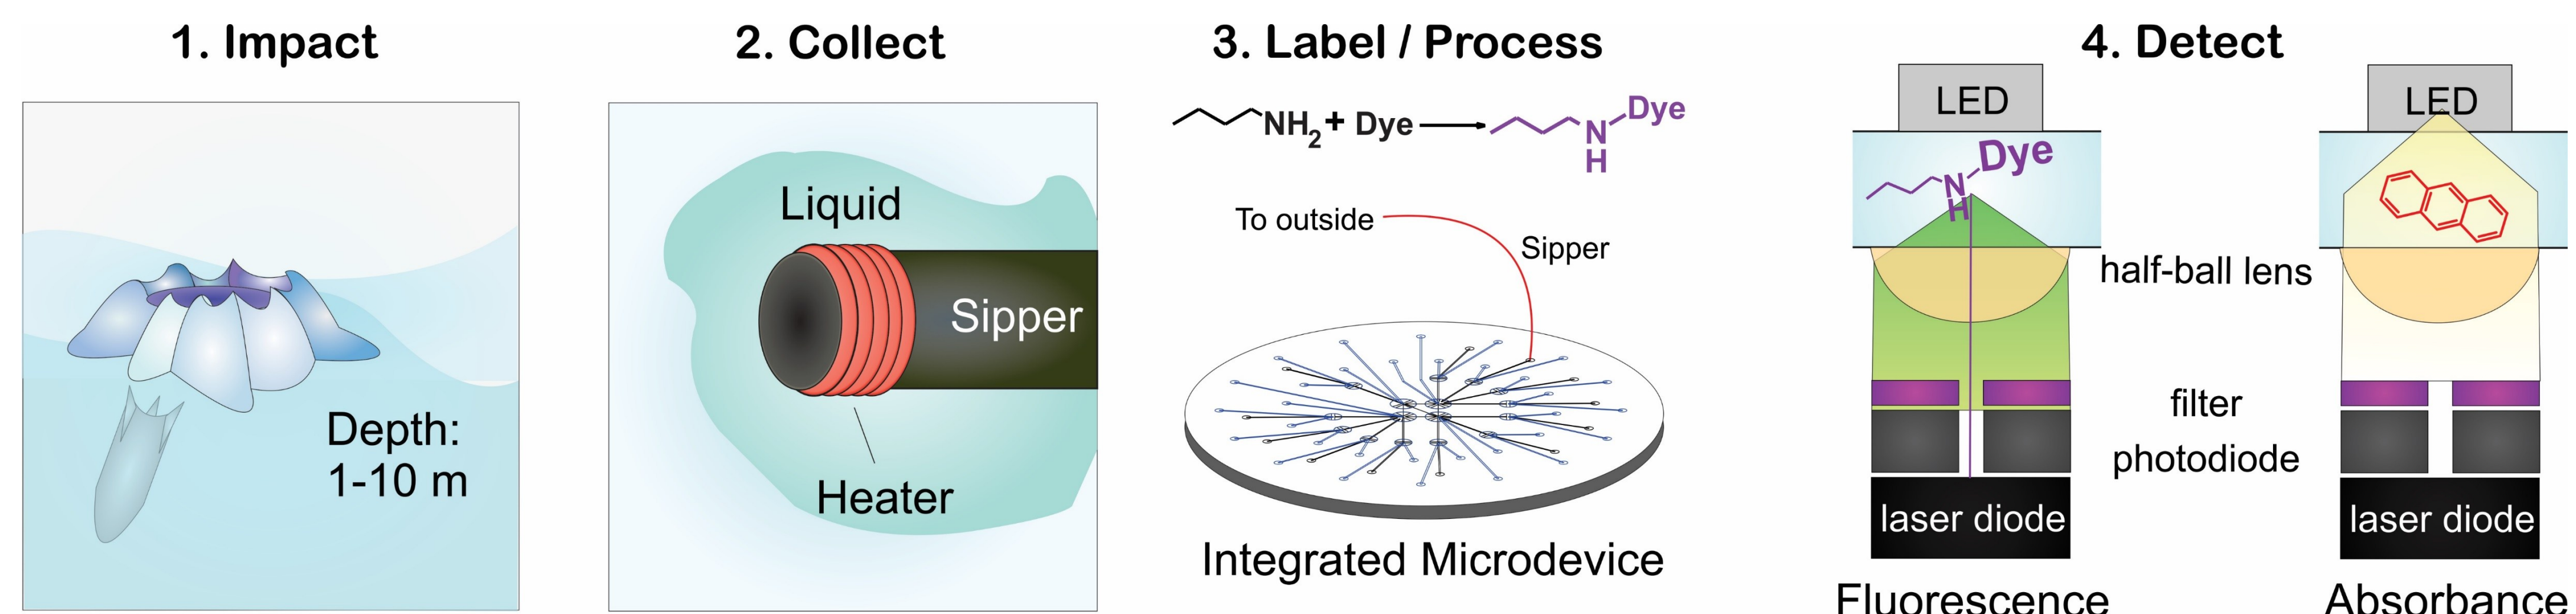 1. Impact
Depth:
1-10 m
2. Collect
Liquid
Sipper
Heater
3. Label / Process
NH2 + Dye
N
H
Dye
To outside
Sipper
Integrated Microdevice
4. Detect
LED
Dye
N
H
half-ball lens
filter
photodiode
laser diode
Fluorescence
LED
laser diode
Absorbance